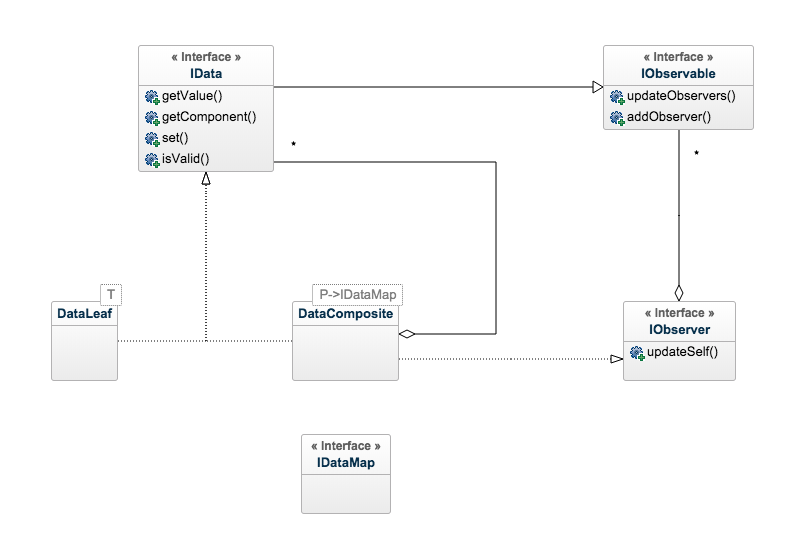 « Interface »
IData
getValue()
getComponent()
set()
isValid()
*
« Interface »
IObservable
updateObservers()
addObserver()
*
T
DataLeaf
P->IDataMap
DataComposite
« Interface »
IObserver
updateSelf()
« Interface »
IDataMap